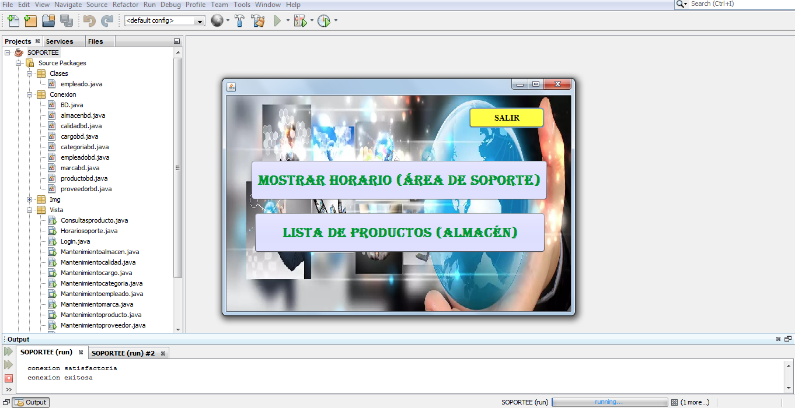 File Edit View Navigate Source Refactor Run Debug Profile Team Tools Window Help
Search (Ctrl+I)
<default config>
Projects Services Files
SOPORTEE
Source Packages
Clases
empleado.java
Conexion
BD.java
almacenbd.java
calidadbd.java
cargobd.java
categoriabd.java
empleadobd.java
marcabd.java
productobd.java
proveedorbd.java
Img
Vista
Consultasproducto.java
Horariosoporte.java
Login.java
Mantenimientoalmacen.java
Mantenimientocalidad.java
Mantenimientocargo.java
Mantenimientocategoria.java
Mantenimientoempleado.java
Mantenimientomarca.java
Mantenimientoproducto.java
Mantenimientoproveedor.java
SALIR
MOSTRAR HORARIO (ÁREA DE SOPORTE)
LISTA DE PRODUCTOS (ALMACÉN)
Output
SOPORTEE (run) SOPORTEE (run) #2
conexion satisfactoria
conexion exitosa
Output
SOPORTEE (run) running... (1 more...)